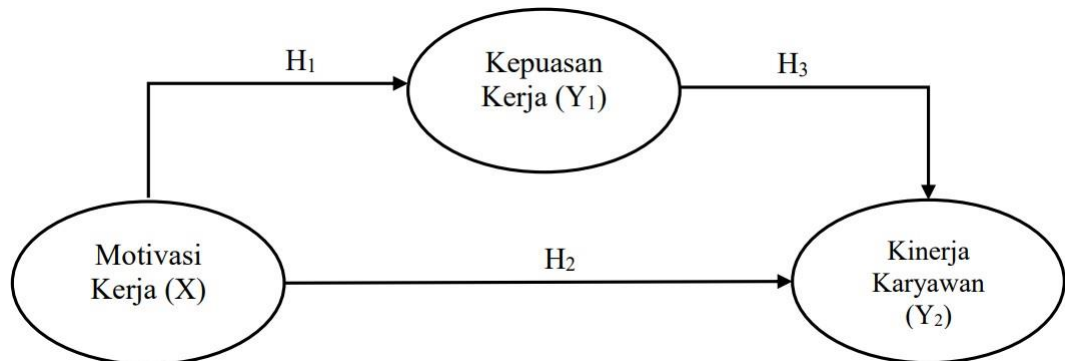 H₁
Kepuasan
Kerja (Y₁)
H₃
Motivasi
Kerja (X)
H₂
Kinerja
Karyawan
(Y₂)